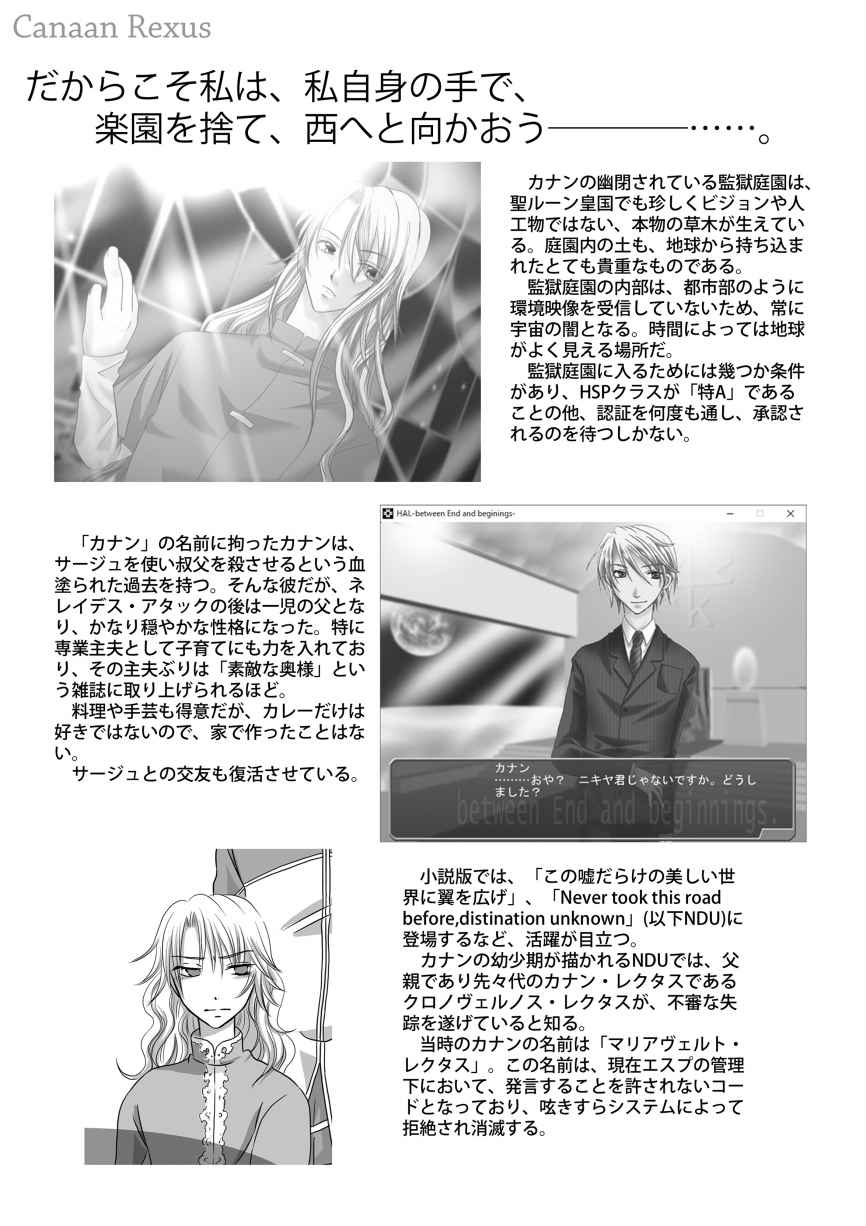 Canaan Rexus
だからこそ私は、私自身の手で、
楽園を捨て、西へと向かおう――――……。
カナンの幽閉されている監獄庭園は、
聖ルーン皇国でも珍しくビジョンや人
工物ではない、本物の草木が生えてい
る。庭園内の土も、地球から持ち込ま
れたとても貴重なものである。
監獄庭園の内部は、都市部のように
環境映像を受信していないため、常に
宇宙の闇となる。時間によっては地球
がよく見える場所だ。
監獄庭園に入るためには幾つか条件
があり、HSPクラスが「特A」である
ことの他、認証を何度も通し、承認さ
れるのを待つしかない。
「カナン」の名前に拘ったカナンは、
サージュを使い叔父を殺させるという血
塗られた過去を持つ。そんな彼だが、ネ
レイデス・アタックの後は一児の父とな
り、かなり穏やかな性格になった。特に
専業主夫として子育てにも力を入れてお
り、その主夫ぶりは「素敵な奥様」とい
う雑誌に取り上げられるほど。
料理や手芸も得意だが、カレーだけは
好きではないので、家で作ったことはな
い。
サージュとの交友も復活させている。
HAL-between End and beginings-
カナン
………おや？　ニキヤ君じゃないですか。どうし
ました？
between End and beginnings.
小説版では、「この嘘だらけの美しい世
界に翼を広げ」、「Never took this road
before,distination unknown」(以下NDU)に
登場するなど、活躍が目立つ。
カナンの幼少期が描かれるNDUでは、父
親であり先々代のカナン・レクタスである
クロノヴェルノス・レクタスが、不審な失
踪を遂げていると知る。
当時のカナンの名前は「マリアヴェルト・
レクタス」。この名前は、現在エスプの管理
下において、発言することを許されないコー
ドとなっており、呟きすらシステムによって
拒絶され消滅する。